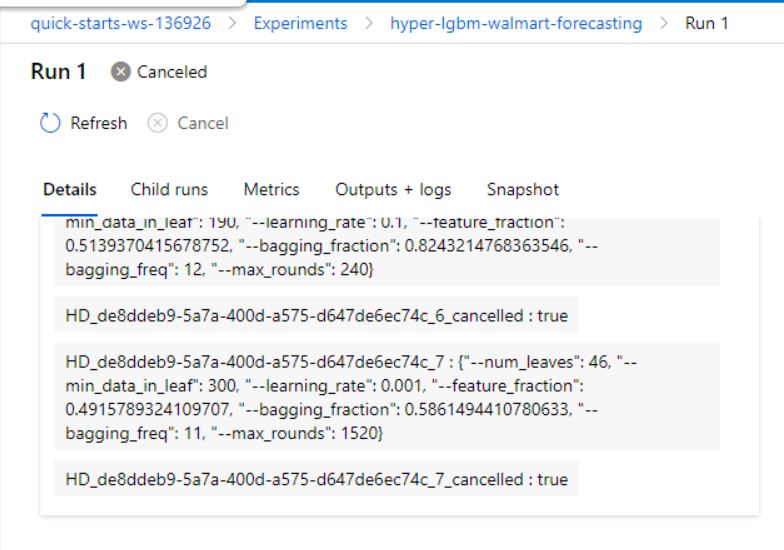 quick-starts-ws-136926 > Experiments > hyper-lgbm-walmart-forecasting > Run 1
Run 1 Canceled
Refresh Cancel
Details Child runs Metrics Outputs + logs Snapshot
min_data_in_leaf": 190, "--learning_rate": 0.1, "--feature_fraction":
0.5139370415678752, "--bagging_fraction": 0.8243214768363546, "--
bagging_freq": 12, "--max_rounds": 240}
HD_de8ddeb9-5a7a-400d-a575-d647de6ec74c_6_cancelled : true
HD_de8ddeb9-5a7a-400d-a575-d647de6ec74c_7 : {"--num_leaves": 46, "--
min_data_in_leaf": 300, "--learning_rate": 0.001, "--feature_fraction":
0.4915789324109707, "--bagging_fraction": 0.5861494410780633, "--
bagging_freq": 11, "--max_rounds": 1520}
HD_de8ddeb9-5a7a-400d-a575-d647de6ec74c_7_cancelled : true